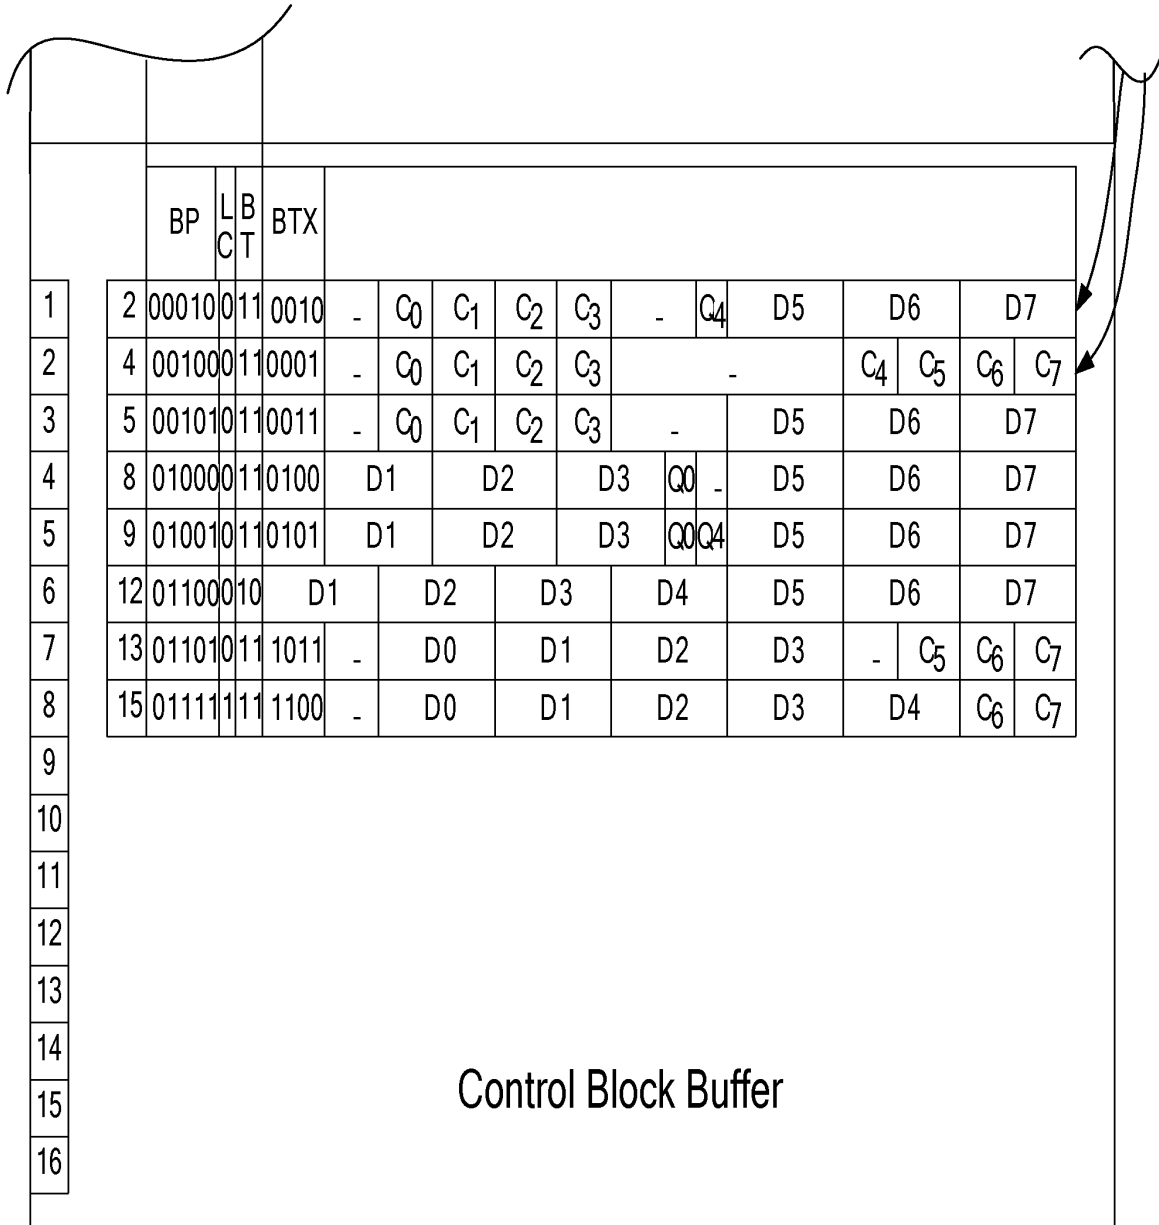 BP LC BT BTX
1 2 00010 0 11 0010 - C0 C1 C2 C3 - Q4 D5 D6 D7
2 4 00100 0 11 0001 - C0 C1 C2 C3 - C4 C5 C6 C7
3 5 00101 0 11 0011 - C0 C1 C2 C3 - D5 D6 D7
4 8 01000 0 11 0100 D1 D2 D3 Q0 - D5 D6 D7
5 9 01001 0 11 0101 D1 D2 D3 Q0 Q4 D5 D6 D7
6 12 01100 0 10 D1 D2 D3 D4 D5 D6 D7
7 13 01101 0 11 1011 - D0 D1 D2 D3 - C5 C6 C7
8 15 01111 1 11 1100 - D0 D1 D2 D3 D4 C6 C7
9
10
11
12
13
14
15
16
Control Block Buffer